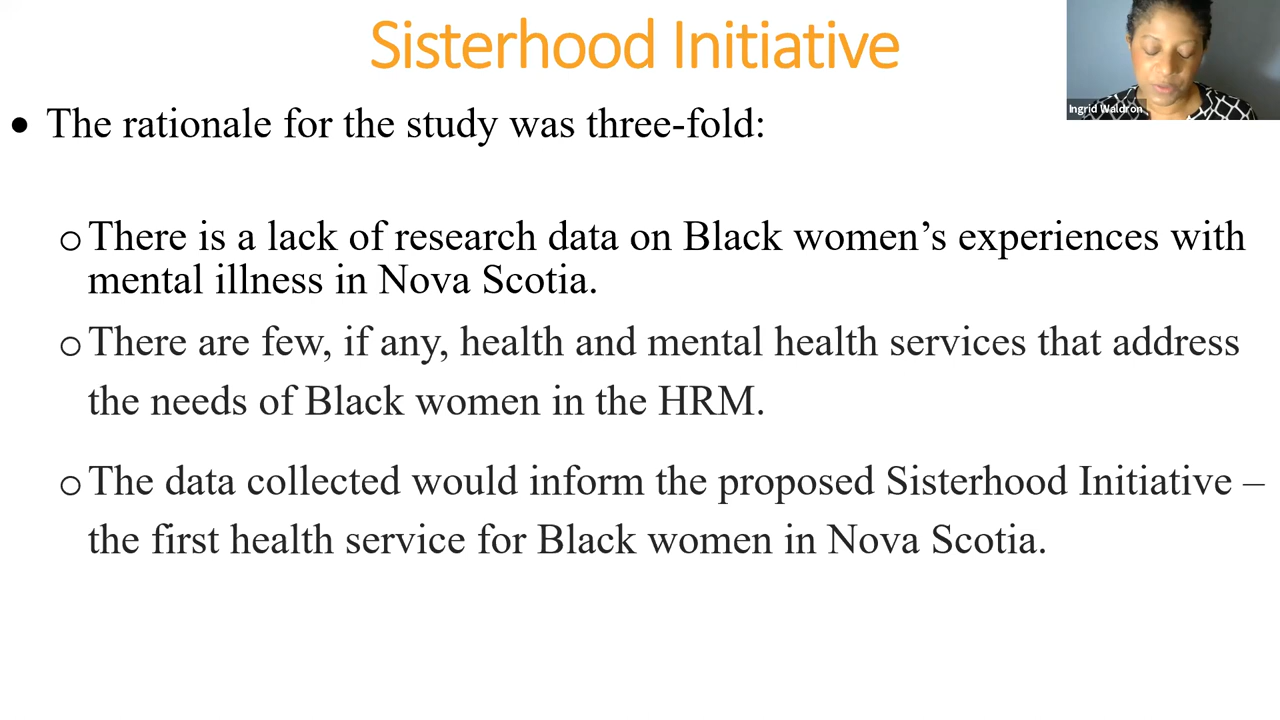 Sisterhood Initiative
Ingrid Waldron
• The rationale for the study was three-fold:
o There is a lack of research data on Black women’s experiences with
mental illness in Nova Scotia.
o There are few, if any, health and mental health services that address
the needs of Black women in the HRM.
o The data collected would inform the proposed Sisterhood Initiative –
the first health service for Black women in Nova Scotia.